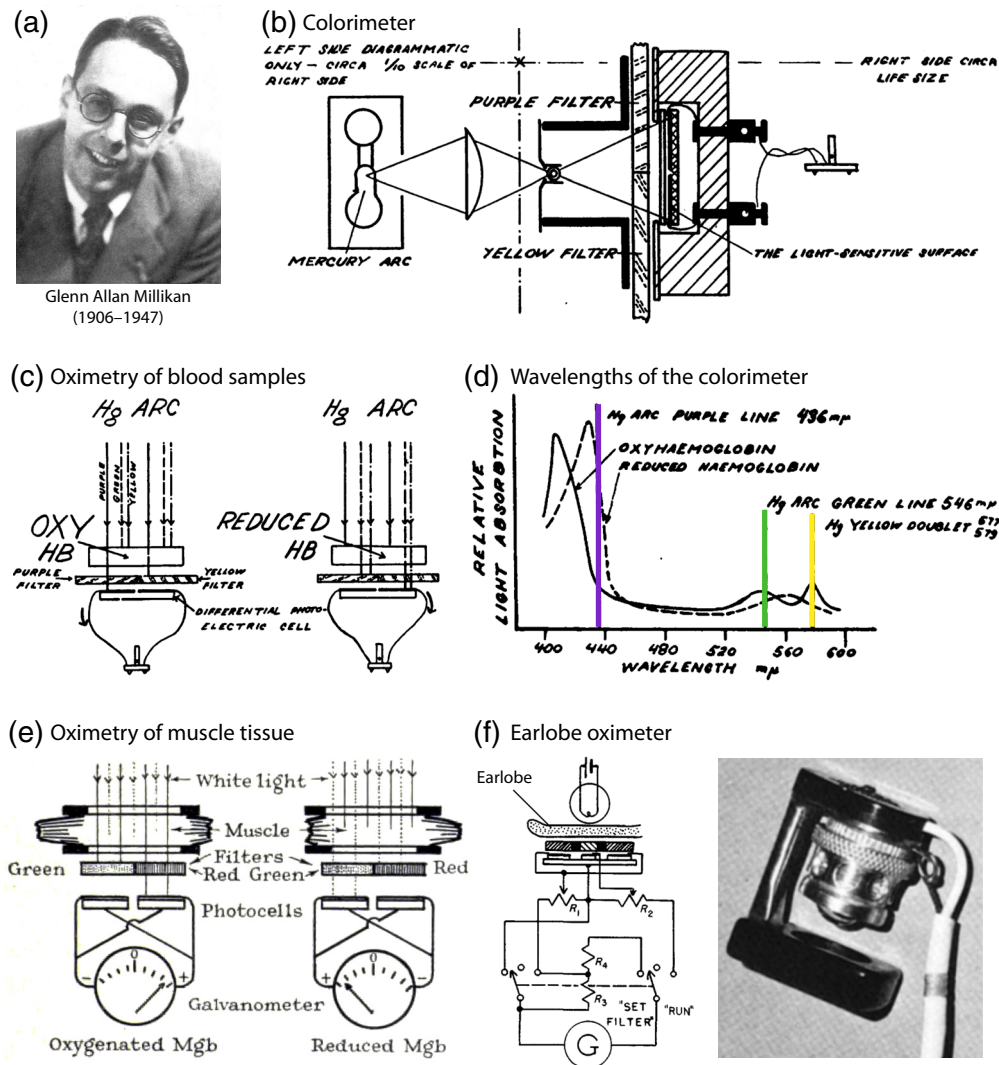 (a)
Glenn Allan Millikan
(1906–1947)
(b) Colorimeter
LEFT SIDE DIAGRAMMATIC
ONLY – CIRCA 1/10 SCALE OF
RIGHT SIDE
RIGHT SIDE CIRCA
LIFE SIZE
PURPLE FILTER
MERCURY ARC
YELLOW FILTER
THE LIGHT-SENSITIVE SURFACE
(c) Oximetry of blood samples
Hg ARC
Hg ARC
PURPLE
GREEN
YELLOW
OXY
HB
REDUCED
HB
PURPLE
FILTER
YELLOW
FILTER
DIFFERENTIAL PHOTO-
ELECTRIC CELL
(d) Wavelengths of the colorimeter
Hg ARC PURPLE LINE 436mμ
OXYHAEMOGLOBIN
REDUCED HAEMOGLOBIN
Hg ARC GREEN LINE 546mμ
Hg YELLOW DOUBLET 577
579
RELATIVE
LIGHT ABSORBTION
400 440 480 520 560 600
WAVELENGTH mμ
(e) Oximetry of muscle tissue
White light
Muscle
Green
Filters
Red Green
Red
Photocells
0
0
− +
+ −
Galvanometer
Oxygenated Mgb
Reduced Mgb
(f) Earlobe oximeter
Earlobe
R1
R2
R4
R3
"SET
FILTER"
"RUN"
G